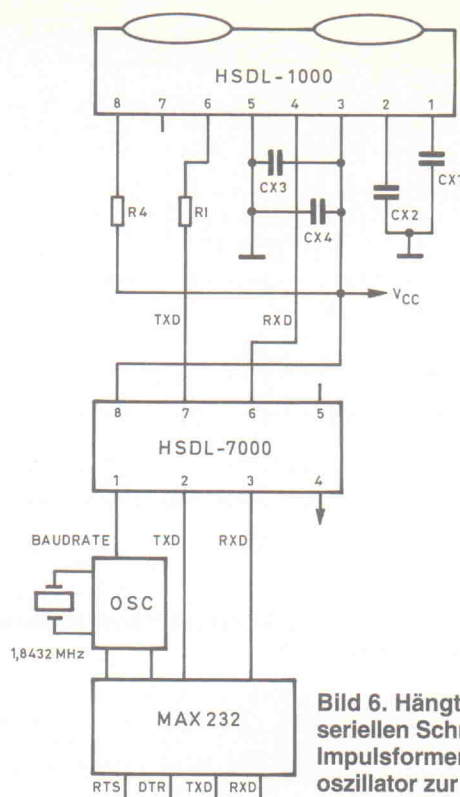 HSDL-1000
8 7 6 5 4 3 2 1
CX3
CX1
R4
R1
CX4
CX2
VCC
TXD RXD
8 7 6 5
HSDL-7000
1 2 3 4
BAUDRATE TXD RXD
OSC
1,8432 MHz
MAX 232
RTS DTR TXD RXD
Bild 6. Hängt
seriellen Schn
Impulsformer
oszillator zur